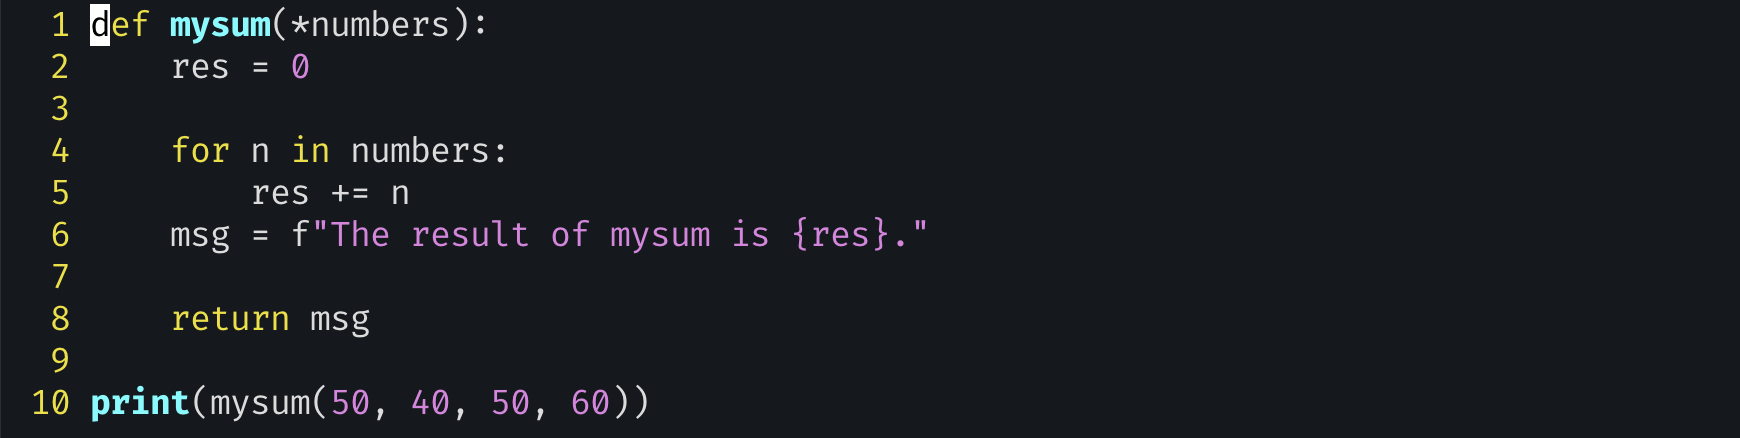 1 def mysum(*numbers):
2     res = 0
3
4     for n in numbers:
5         res += n
6     msg = f"The result of mysum is {res}."
7
8     return msg
9
10 print(mysum(50, 40, 50, 60))